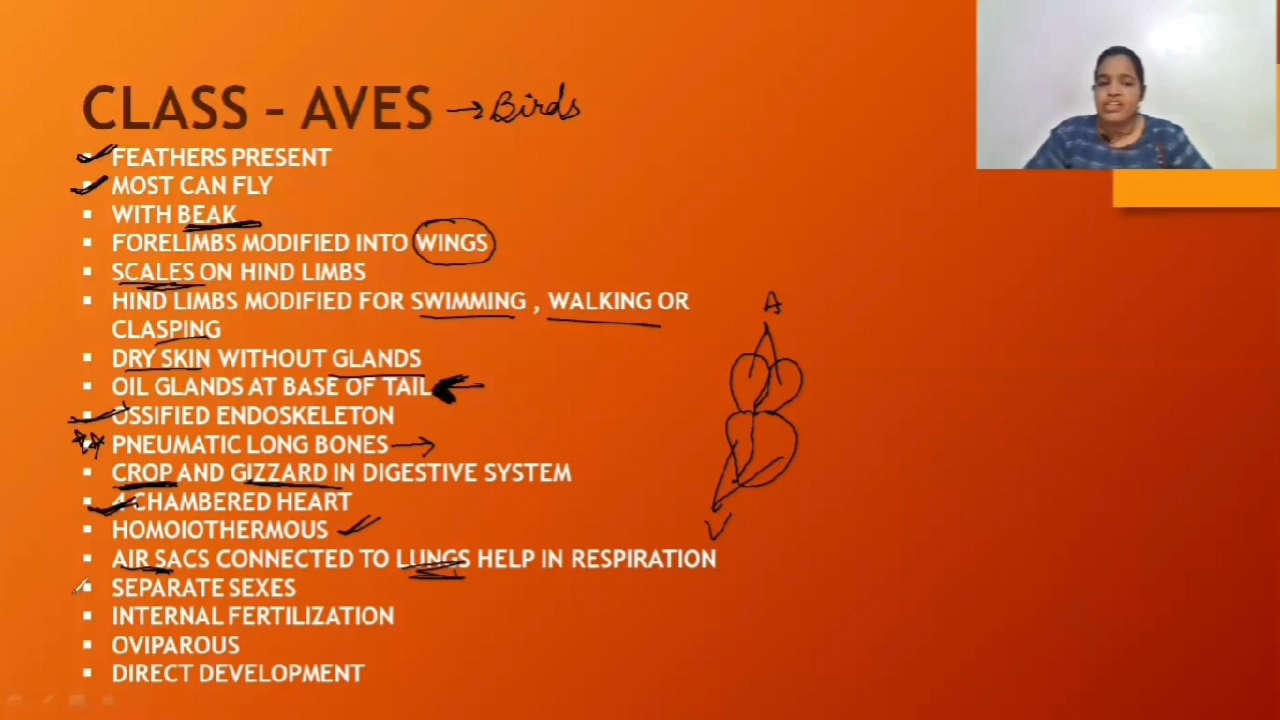 CLASS – AVES → Birds
FEATHERS PRESENT
MOST CAN FLY
WITH BEAK
FORELIMBS MODIFIED INTO WINGS
SCALES ON HIND LIMBS
HIND LIMBS MODIFIED FOR SWIMMING , WALKING OR
CLASPING
DRY SKIN WITHOUT GLANDS
OIL GLANDS AT BASE OF TAIL
OSSIFIED ENDOSKELETON
PNEUMATIC LONG BONES
CROP AND GIZZARD IN DIGESTIVE SYSTEM
4 CHAMBERED HEART
HOMOIOTHERMOUS
AIR SACS CONNECTED TO LUNGS HELP IN RESPIRATION
SEPARATE SEXES
INTERNAL FERTILIZATION
OVIPAROUS
DIRECT DEVELOPMENT
A
V